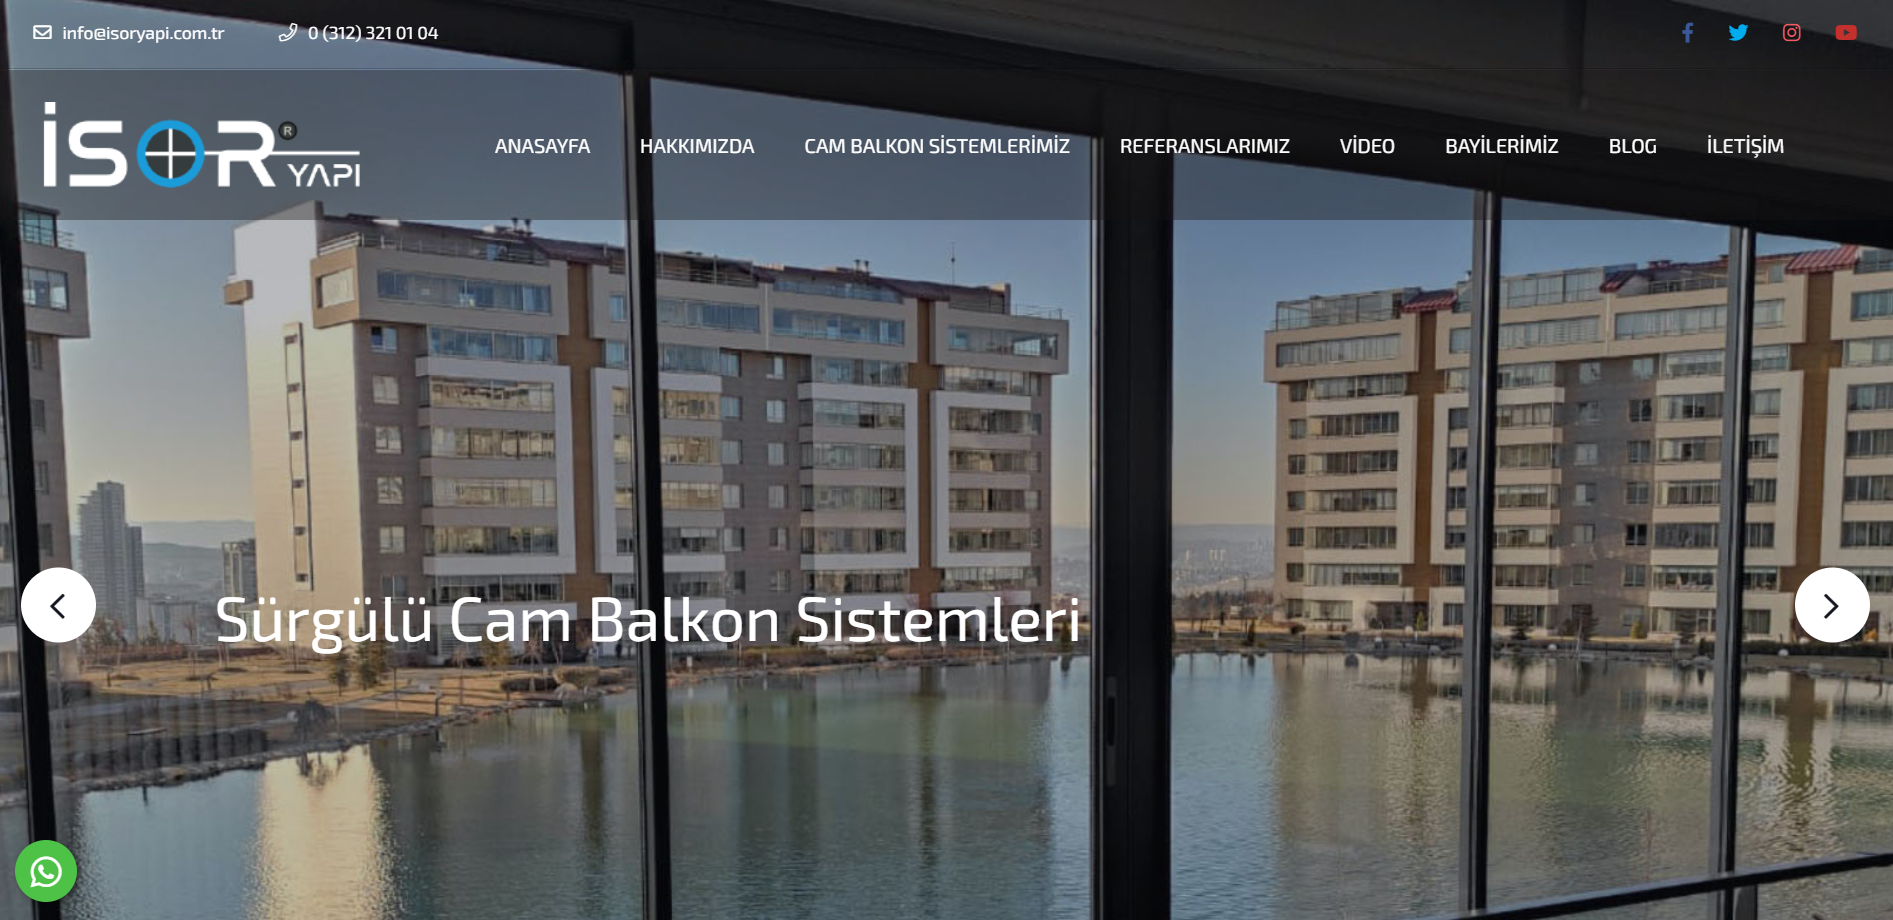 info@isoryapi.com.tr
0 (312) 321 01 04
İSOR® YAPI
ANASAYFA
HAKKIMIZDA
CAM BALKON SİSTEMLERİMİZ
REFERANSLARIMIZ
VİDEO
BAYİLERİMİZ
BLOG
İLETİŞİM
Sürgülü Cam Balkon Sistemleri